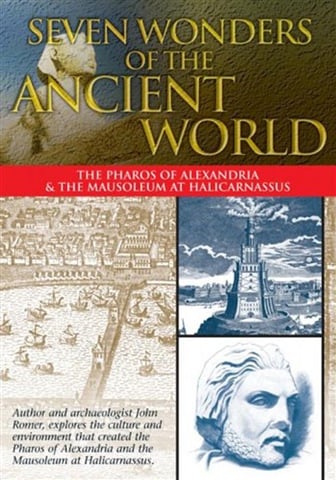 SEVEN WONDERS
OF THE
ANCIENT
WORLD
THE PHAROS OF ALEXANDRIA
& THE MAUSOLEUM AT HALICARNASSUS
Author and archaeologist John
Romer, explores the culture and
environment that created the
Pharos of Alexandria and the
Mausoleum at Halicarnassus.